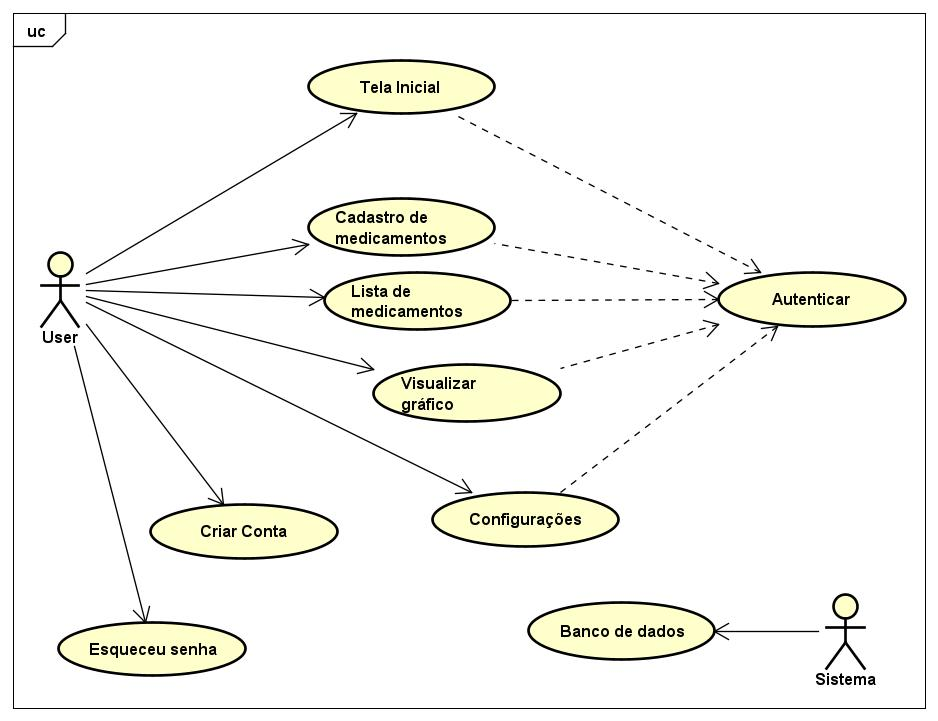 uc
Tela Inicial
Cadastro de
medicamentos
Lista de
medicamentos
Autenticar
User
Visualizar
gráfico
Criar Conta
Configurações
Esqueceu senha
Banco de dados
Sistema